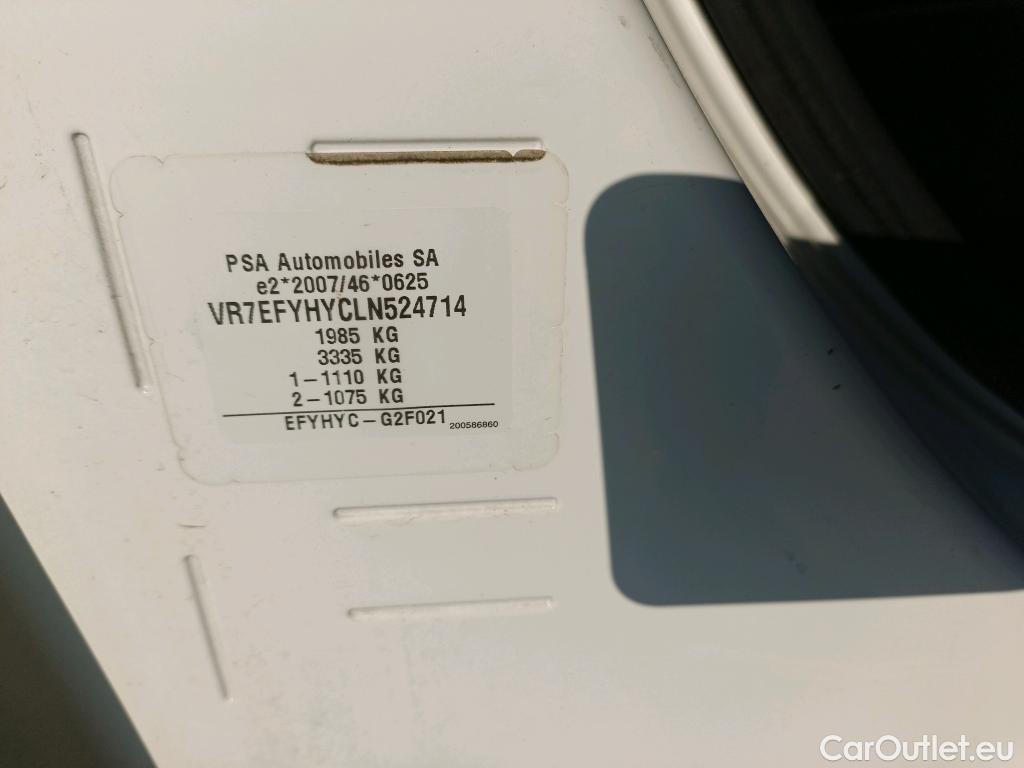 PSA Automobiles SA
e2*2007/46*0625
VR7EFYHYCLN524714
1985 KG
3335 KG
1-1110 KG
2-1075 KG
EFYHYC-G2F021 200586860
CarOutlet.eu